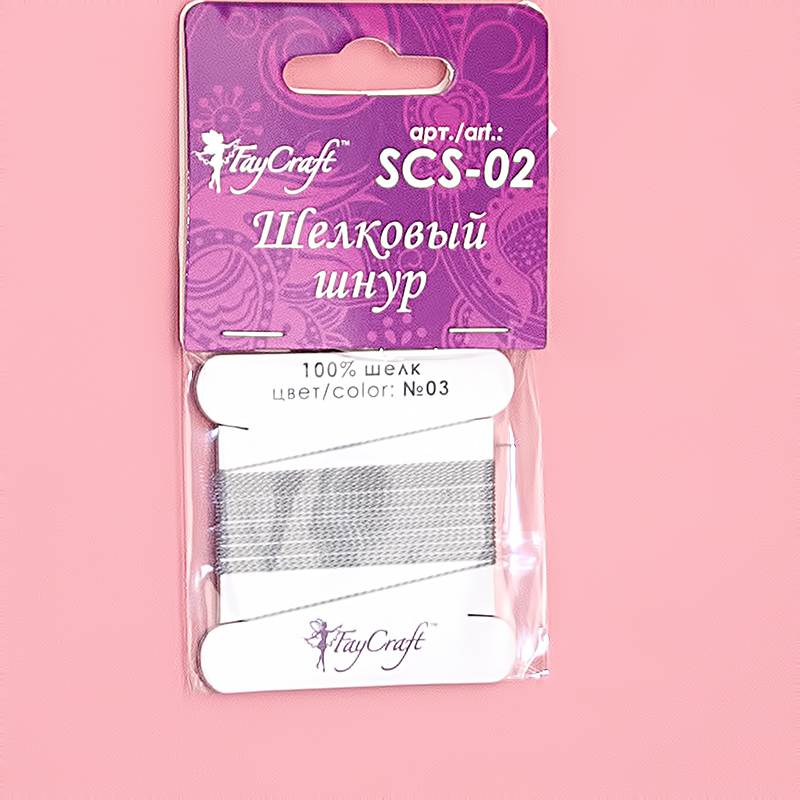 арт./art.:
FayCraft™ SCS-02
Шелковый
шнур
100% шелк
цвет/color: №03
FayCraft™